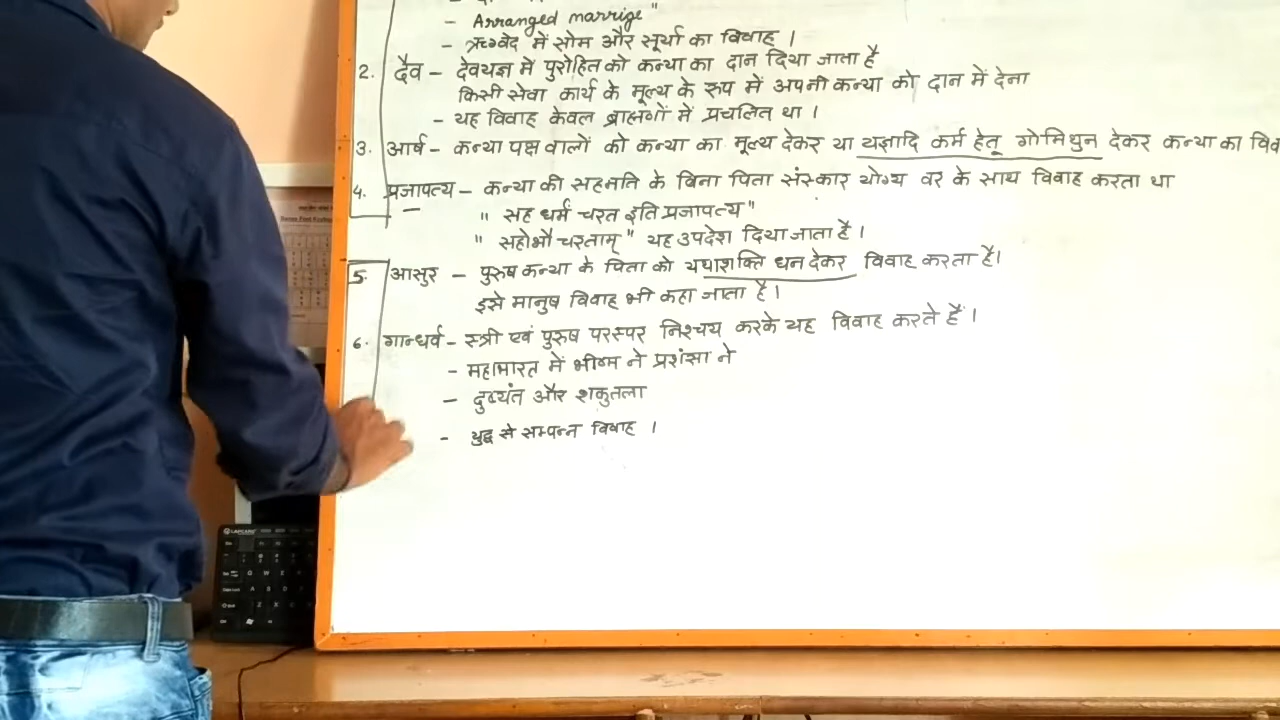 - Arranged marrige"
- ऋग्वेद में सोम और सूर्या का विवाह ।
2. दैव - देवयज्ञ में पुरोहित को कन्या का दान दिया जाता है
किसी सेवा कार्य के मूल्य के रूप में अपनी कन्या को दान में देना
- यह विवाह केवल ब्राह्मणों में प्रचलित था ।
3. आर्ष - कन्या पक्ष वालों को कन्या का मूल्य देकर या यज्ञादि कर्म हेतू गोमिथुन देकर कन्या का विव
4. प्रजापत्य - कन्या की सहमति के बिना पिता संस्कार योग्य वर के साथ विवाह करता था
" सह धर्म चरत इति प्रजापत्य"
" सहोभौ चरताम् " यह उपदेश दिया जाता है ।
5. आसुर - पुरुष कन्या के पिता को यथाशक्ति धन देकर विवाह करता है।
इसे मानुष विवाह भी कहा जाता है ।
6. गान्धर्व - स्त्री एवं पुरुष परस्पर निश्चय करके यह विवाह करते हैं ।
- महाभारत में भीष्म ने प्रशंसा ने
- दुष्यंत और शकुतला
- युद्ध से सम्पन्न विवाह ।
LAPCARE